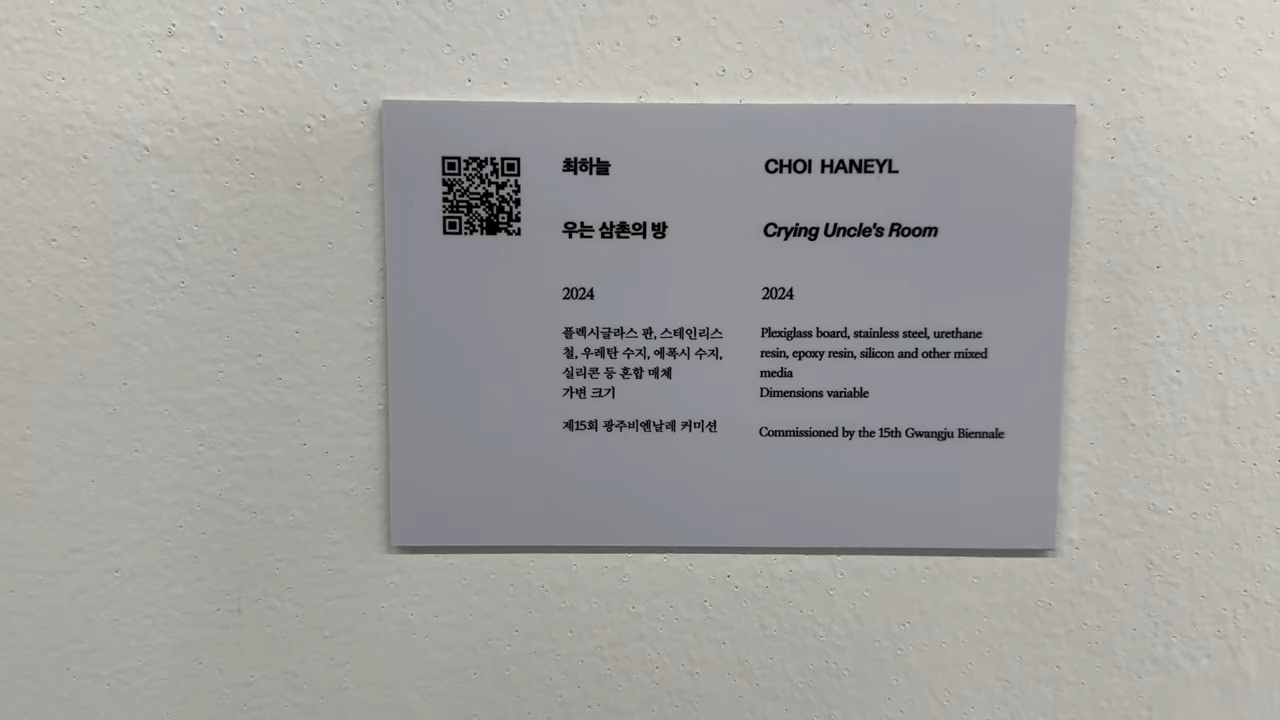 최하늘
우는 삼촌의 방
2024
플렉시글라스 판, 스테인리스
철, 우레탄 수지, 에폭시 수지,
실리콘 등 혼합 매체
가변 크기
제15회 광주비엔날레 커미션
CHOI HANEYL
Crying Uncle's Room
2024
Plexiglass board, stainless steel, urethane
resin, epoxy resin, silicon and other mixed
media
Dimensions variable
Commissioned by the 15th Gwangju Biennale